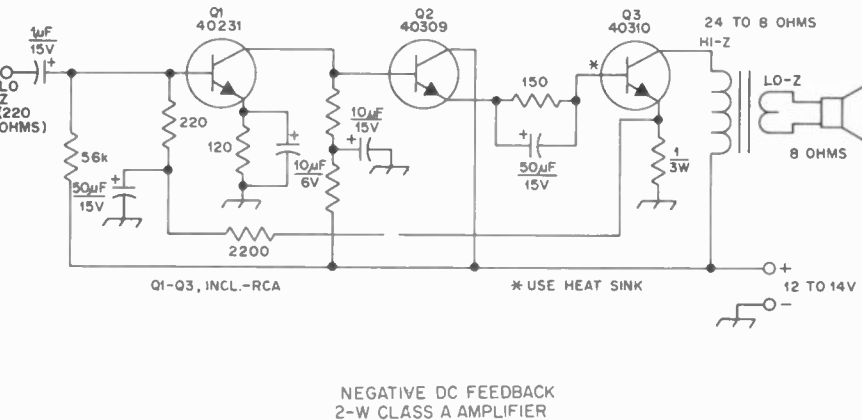 Q1
40231
Q2
40309
Q3
40310
24 TO 8 OHMS
HI-Z
LO-Z
1µF
15V
+
LO
Z
(220
OHMS)
56k
220
120
+
10µF
6V
10µF
15V
+
150
+
50µF
15V
*
1
3W
8 OHMS
+
50µF
15V
2200
+
12 TO 14V
−
Q1-Q3, INCL.-RCA
* USE HEAT SINK
NEGATIVE DC FEEDBACK
2-W CLASS A AMPLIFIER